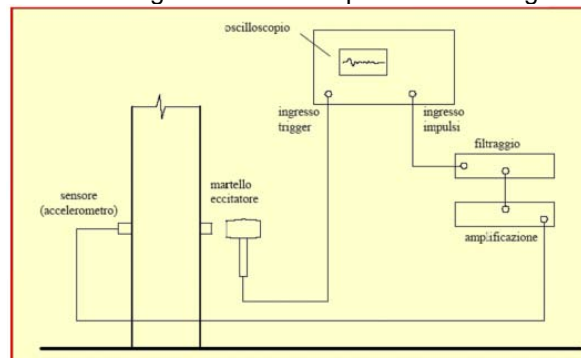 oscilloscopio
ingresso
trigger
ingresso
impulsi
filtraggio
sensore
(accelerometro)
martello
eccitatore
amplificazione